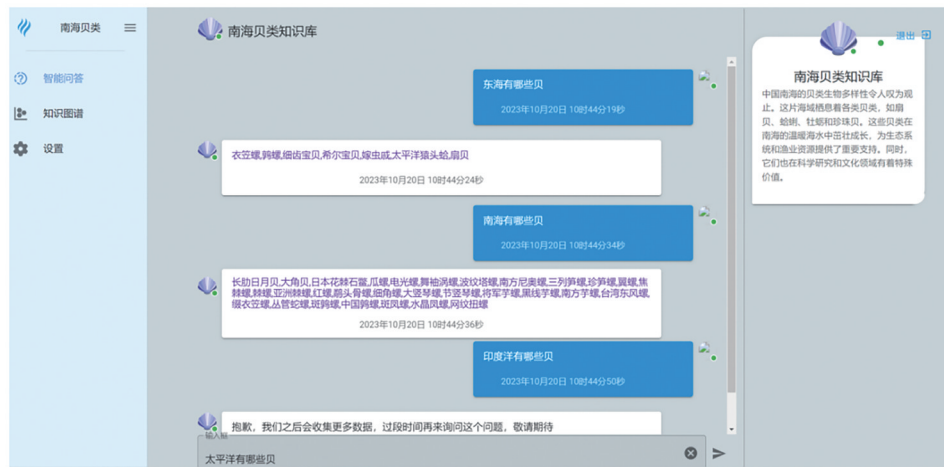 南海贝类
智能问答
知识图谱
设置
南海贝类知识库
东海有哪些贝
2023年10月20日 10时44分19秒
衣笠螺,鹑螺,细齿宝贝,希尔宝贝,嫁虫戚,太平洋猿头蛤,扇贝
2023年10月20日 10时44分24秒
南海有哪些贝
2023年10月20日 10时44分34秒
长肋日月贝,大角贝,日本花棘石鳖,瓜螺,电光螺,舞袖涡螺,波纹塔螺,南方尼奥螺,三列笋螺,珍笋螺,翼螺,焦
棘螺,棘螺,亚洲棘螺,红螺,鹬头骨螺,细角螺,大竖琴螺,节竖琴螺,将军芋螺,黑线芋螺,南方芋螺,台湾东风螺,
缀衣笠螺,丛管蛇螺,斑鹑螺,中国鹑螺,斑凤螺,水晶凤螺,网纹扭螺
2023年10月20日 10时44分36秒
印度洋有哪些贝
2023年10月20日 10时44分50秒
抱歉，我们之后会收集更多数据，过段时间再来询问这个问题，敬请期待
输入框
太平洋有哪些贝
退出
南海贝类知识库
中国南海的贝类生物多样性令人叹为观
止。这片海域栖息着各类贝类，如扇
贝、蛤蜊、牡蛎和珍珠贝。这些贝类在
南海的温暖海水中茁壮成长，为生态系
统和渔业资源提供了重要支持。同时，
它们也在科学研究和文化领域有着特殊
价值。